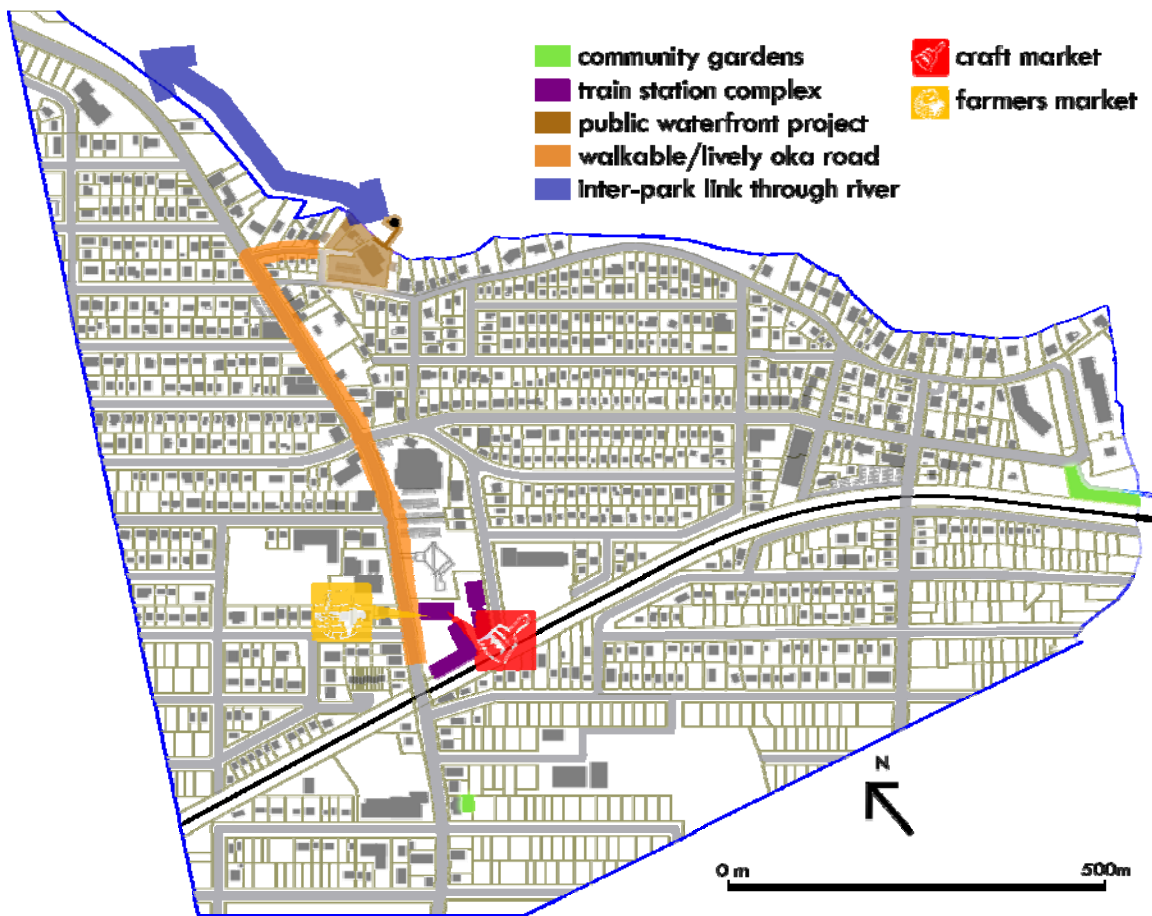 community gardens
train station complex
public waterfront project
walkable/lively oka road
inter-park link through river
craft market
farmers market
N
0 m
500m